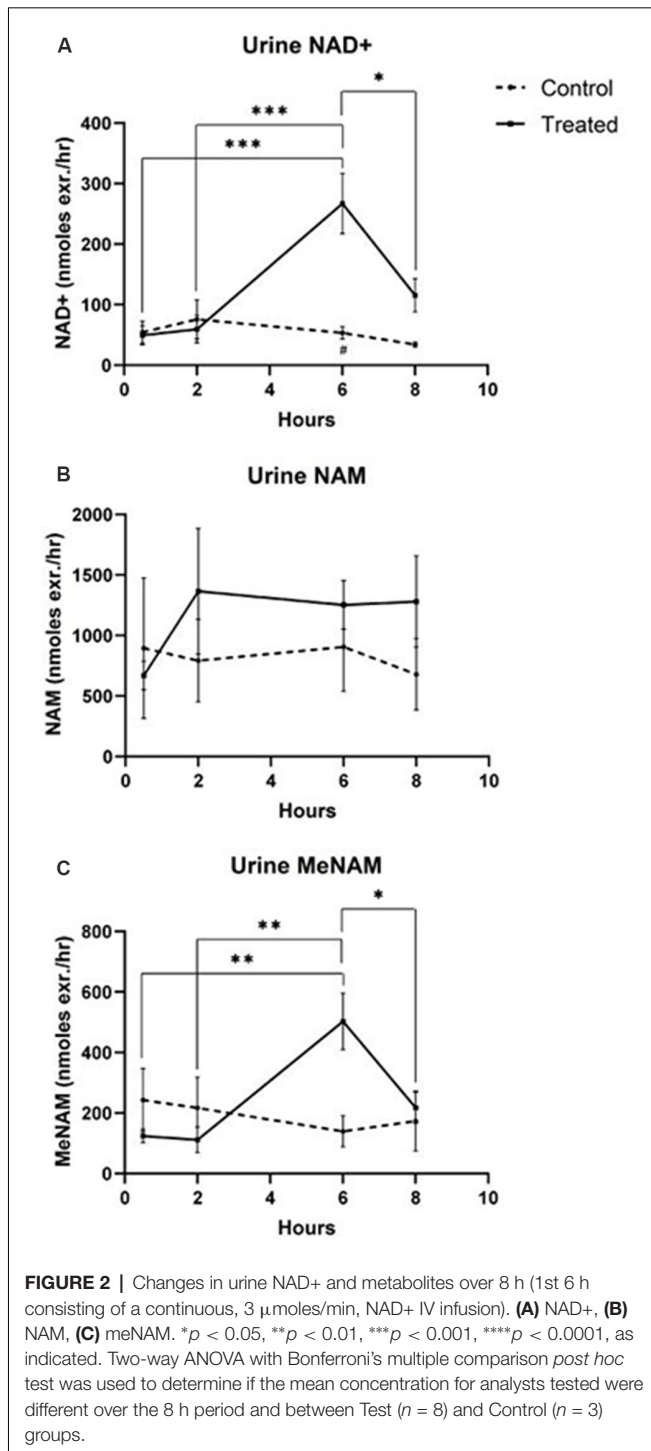 A
Urine NAD+
*
Control
Treated
***
***
400
300
200
100
0
NAD+ (nmoles exr./hr)
#
0 2 4 6 8 10
Hours
B
Urine NAM
2000
1500
1000
500
0
NAM (nmoles exr./hr)
0 2 4 6 8 10
Hours
C
Urine MeNAM
*
**
**
800
600
400
200
0
MeNAM (nmoles exr./hr)
0 2 4 6 8 10
Hours
FIGURE 2 | Changes in urine NAD+ and metabolites over 8 h (1st 6 h
consisting of a continuous, 3 μmoles/min, NAD+ IV infusion). (A) NAD+, (B)
NAM, (C) meNAM. *p < 0.05, **p < 0.01, ***p < 0.001, ****p < 0.0001, as
indicated. Two-way ANOVA with Bonferroni's multiple comparison post hoc
test was used to determine if the mean concentration for analysts tested were
different over the 8 h period and between Test (n = 8) and Control (n = 3)
groups.